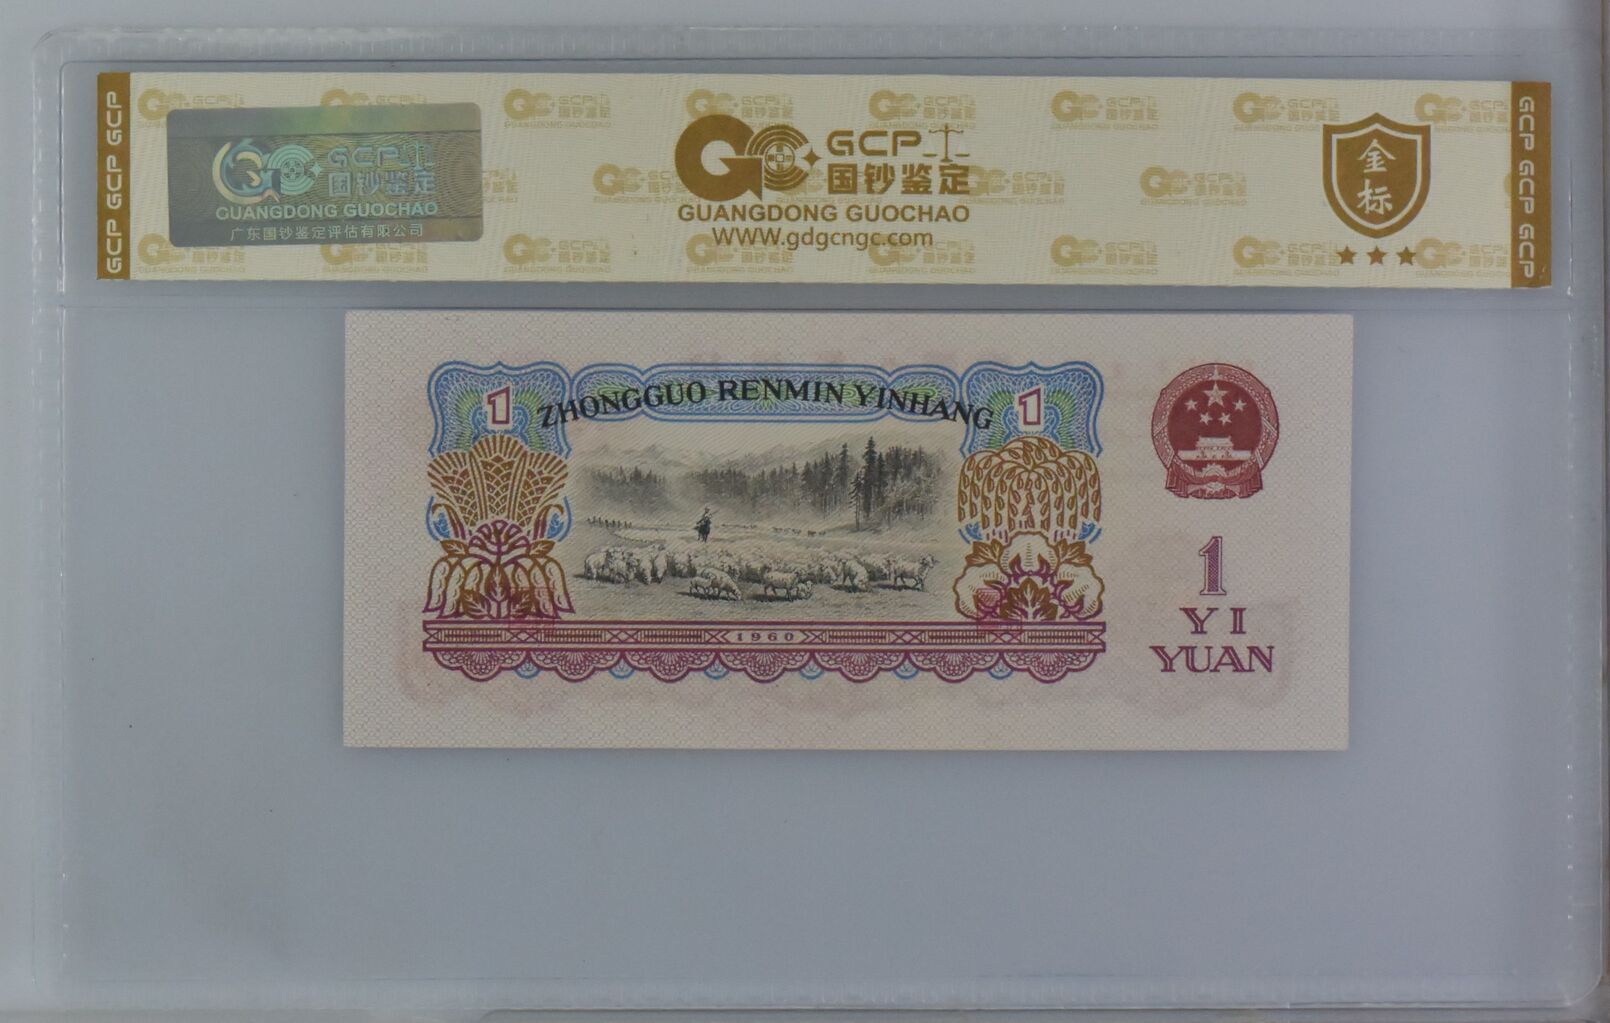 GCP GCP GCP
GCP 国钞鉴定
GUANGDONG GUOCHAO
广东国钞鉴定评估有限公司
GCP
国钞鉴定
GUANGDONG GUOCHAO
WWW.gdgcngc.com
金标
GCP GCP GCP
1 ZHONGGUO RENMIN YINHANG 1
1960
1
YI
YUAN